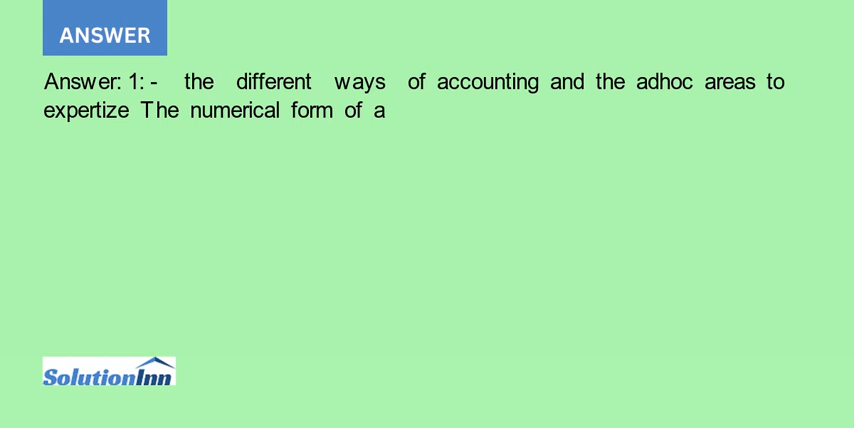 ANSWER
Answer: 1: - the different ways of accounting and the adhoc areas to
expertize The numerical form of a
SolutionInn